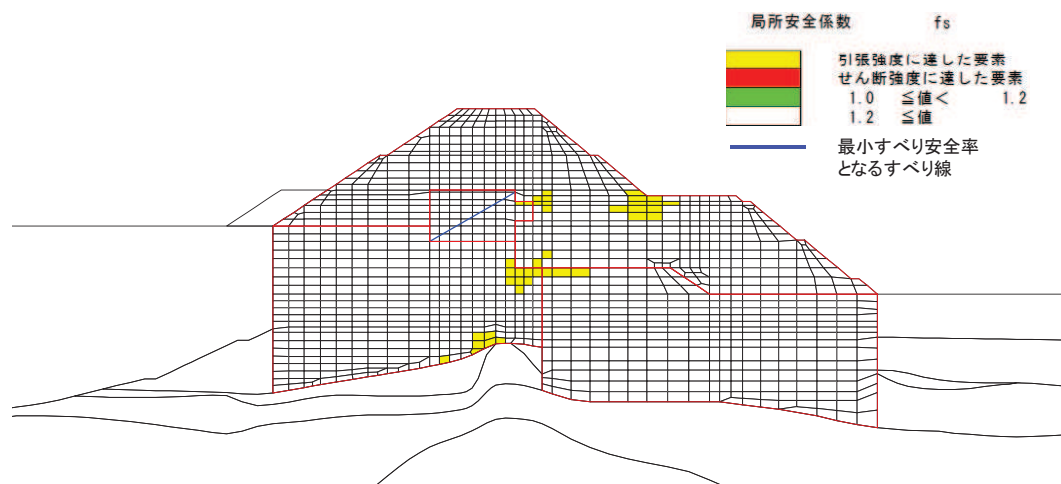 局所安全係数 fs
引張強度に達した要素
せん断強度に達した要素
1.0 ≦値< 1.2
1.2 ≦値
最小すべり安全率
となるすべり線